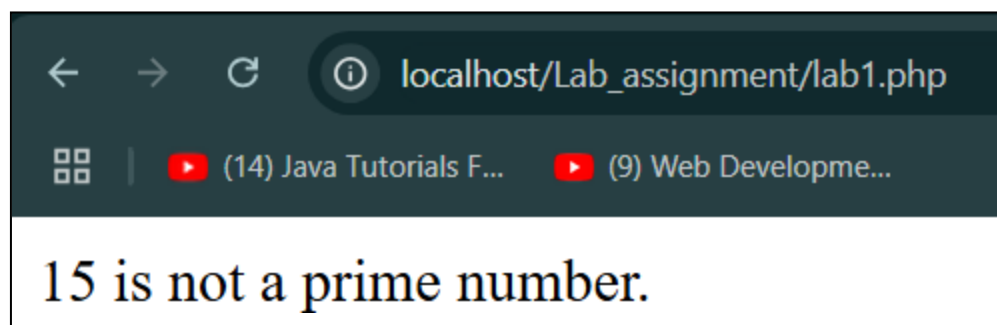 localhost/Lab_assignment/lab1.php
(14) Java Tutorials F... (9) Web Developme...
15 is not a prime number.